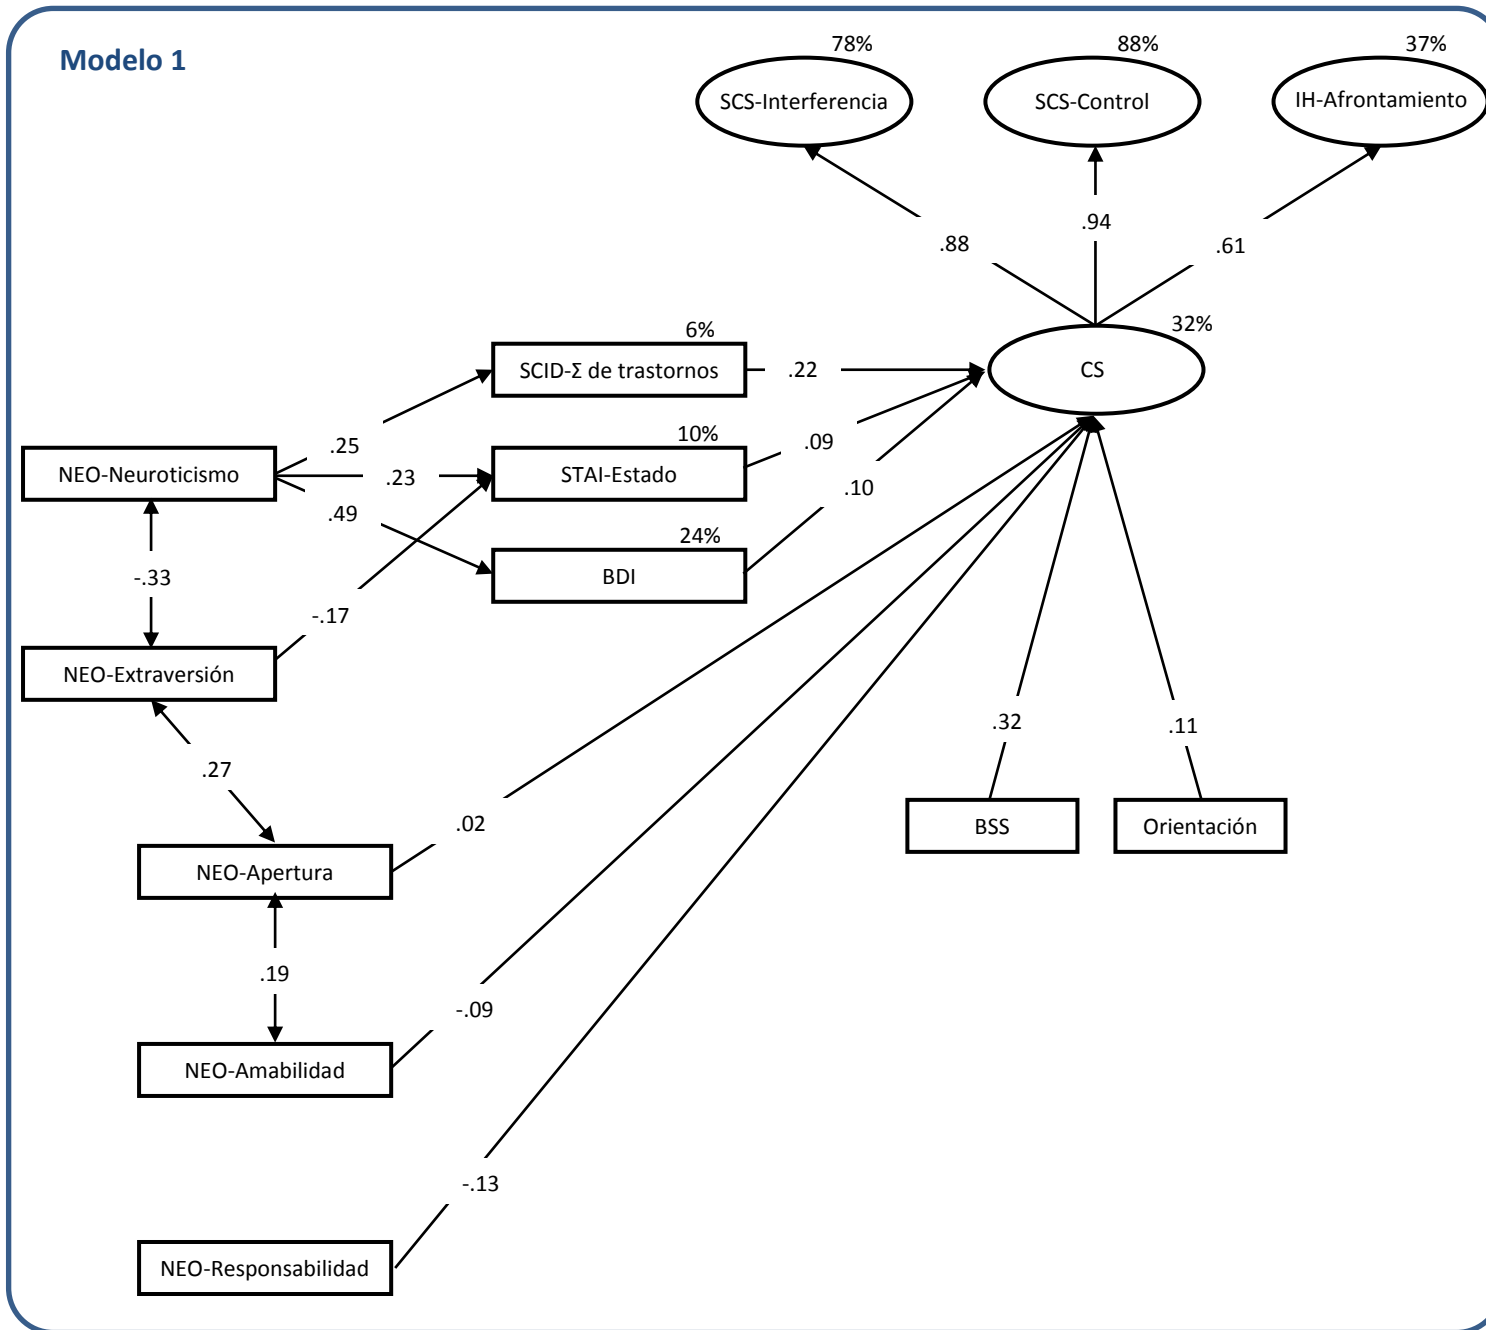 Modelo 1
78%
88%
37%
SCS-Interferencia
SCS-Control
IH-Afrontamiento
.88
.94
.61
6%
32%
SCID-Σ de trastornos
.22
CS
.25
10%
.09
NEO-Neuroticismo
.23
STAI-Estado
.10
.49
24%
-.33
BDI
-.17
NEO-Extraversión
.32
.11
.27
.02
BSS
Orientación
NEO-Apertura
.19
-.09
NEO-Amabilidad
-.13
NEO-Responsabilidad